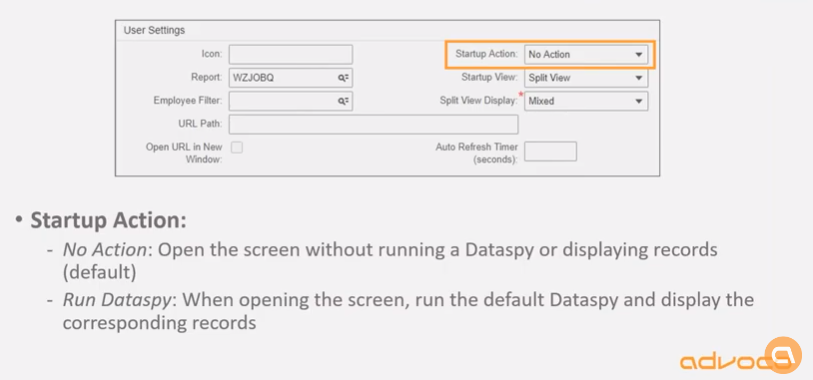 User Settings
Icon:
Startup Action: No Action
Report: WZJOBQ
Startup View: Split View
Employee Filter:
Split View Display: * Mixed
URL Path:
Open URL in New
Window:
Auto Refresh Timer
(seconds):
• Startup Action:
- No Action: Open the screen without running a Dataspy or displaying records
(default)
- Run Dataspy: When opening the screen, run the default Dataspy and display the
corresponding records